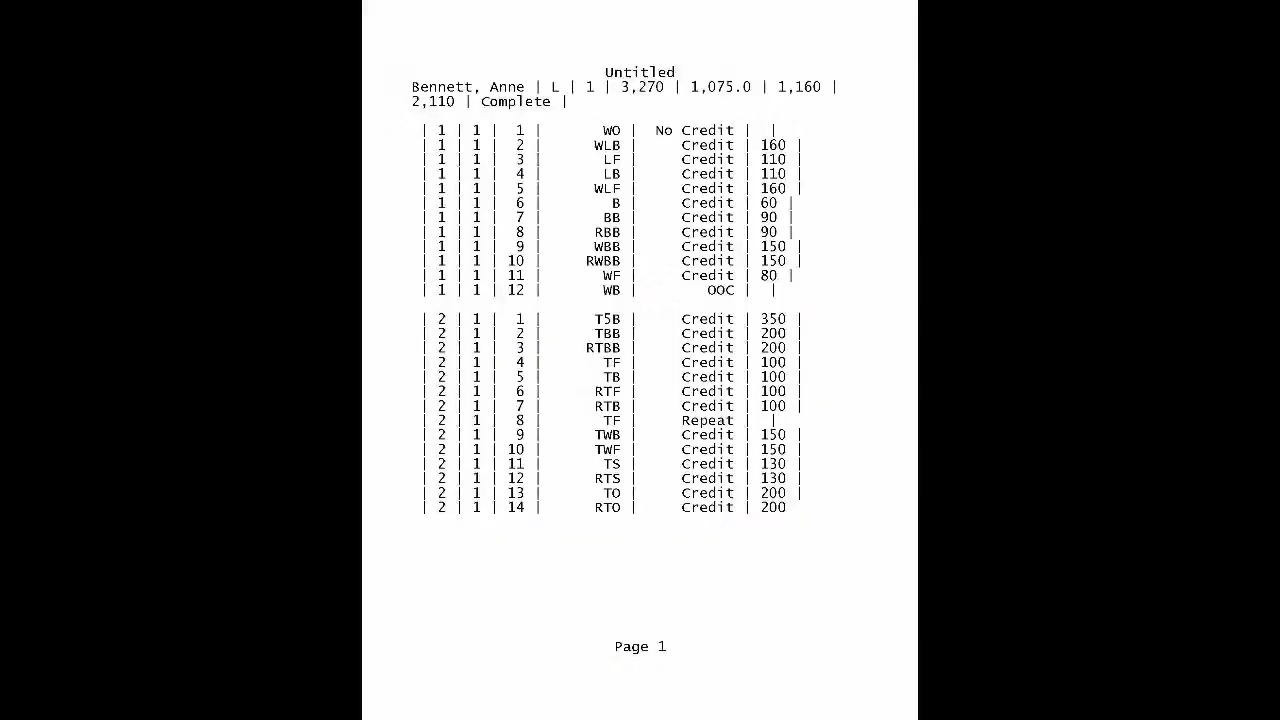 Untitled
Bennett, Anne | L | 1 | 3,270 | 1,075.0 | 1,160 |
2,110 | Complete |
| 1 | 1 | 1 | WO | No Credit | |
| 1 | 1 | 2 | WLB | Credit | 160 |
| 1 | 1 | 3 | LF | Credit | 110 |
| 1 | 1 | 4 | LB | Credit | 110 |
| 1 | 1 | 5 | WLF | Credit | 160 |
| 1 | 1 | 6 | B | Credit | 60 |
| 1 | 1 | 7 | BB | Credit | 90 |
| 1 | 1 | 8 | RBB | Credit | 90 |
| 1 | 1 | 9 | WBB | Credit | 150 |
| 1 | 1 | 10 | RWBB | Credit | 150 |
| 1 | 1 | 11 | WF | Credit | 80 |
| 1 | 1 | 12 | WB | OOC | |
| 2 | 1 | 1 | T5B | Credit | 350 |
| 2 | 1 | 2 | TBB | Credit | 200 |
| 2 | 1 | 3 | RTBB | Credit | 200 |
| 2 | 1 | 4 | TF | Credit | 100 |
| 2 | 1 | 5 | TB | Credit | 100 |
| 2 | 1 | 6 | RTF | Credit | 100 |
| 2 | 1 | 7 | RTB | Credit | 100 |
| 2 | 1 | 8 | TF | Repeat | |
| 2 | 1 | 9 | TWB | Credit | 150 |
| 2 | 1 | 10 | TWF | Credit | 150 |
| 2 | 1 | 11 | TS | Credit | 130 |
| 2 | 1 | 12 | RTS | Credit | 130 |
| 2 | 1 | 13 | TO | Credit | 200 |
| 2 | 1 | 14 | RTO | Credit | 200
Page 1